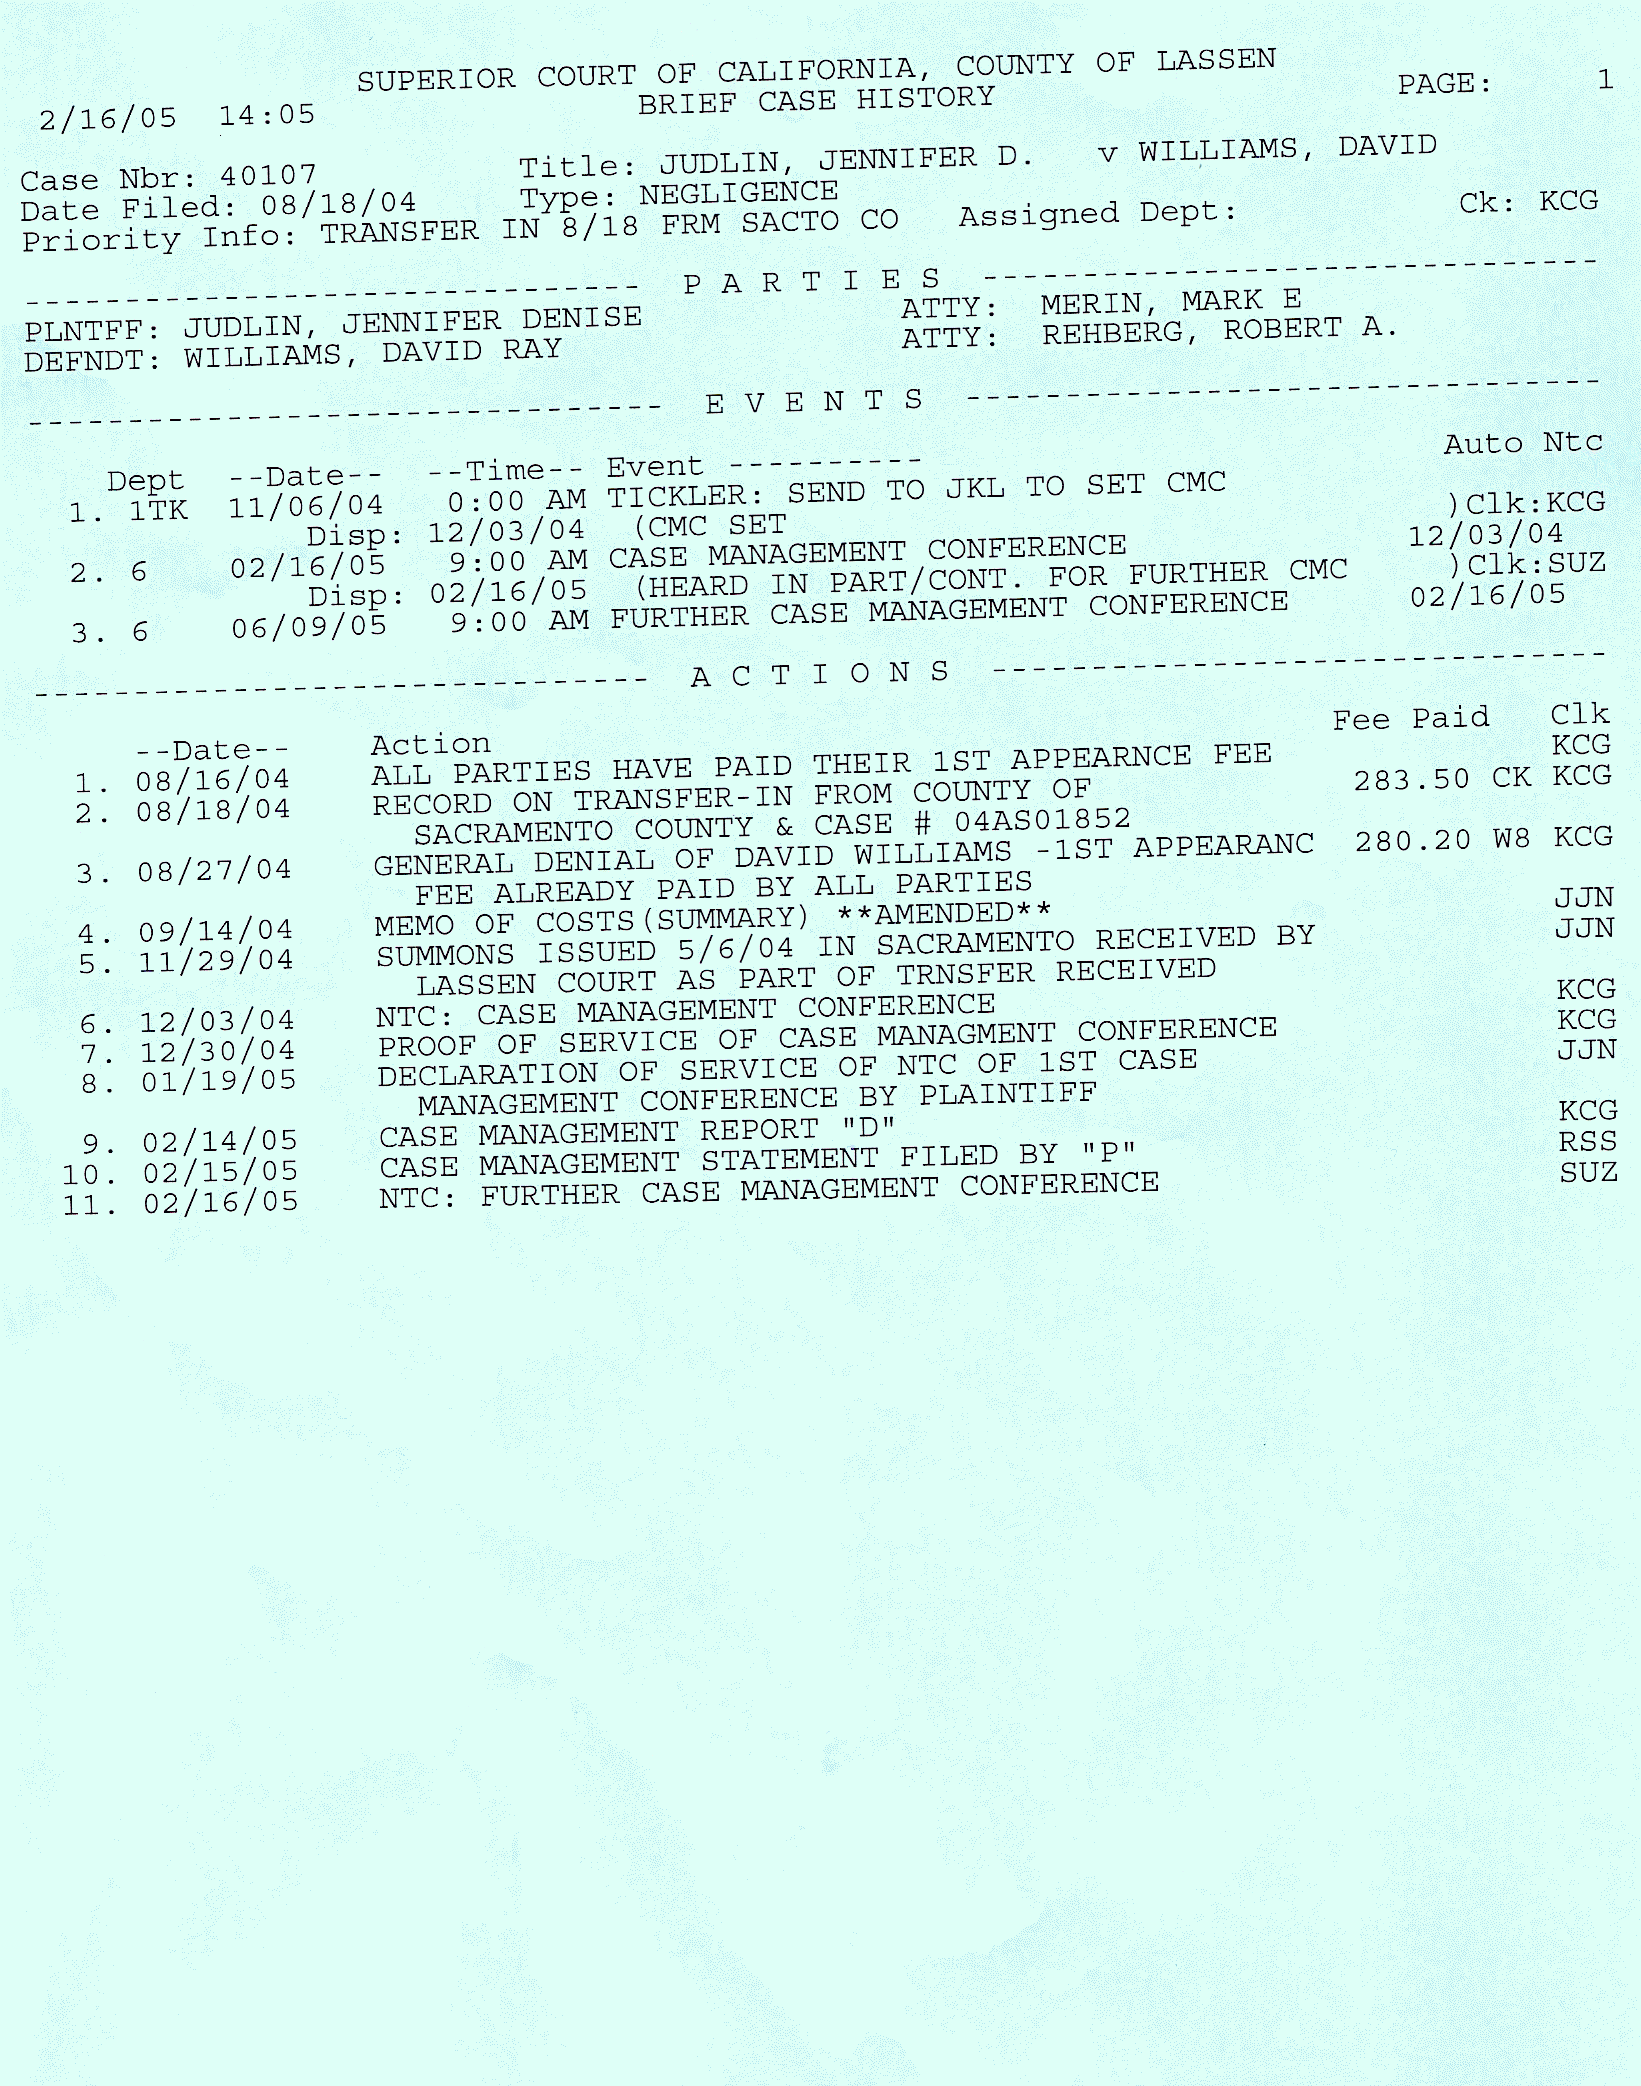 SUPERIOR COURT OF CALIFORNIA, COUNTY OF LASSEN
2/16/05 14:05 BRIEF CASE HISTORY PAGE: 1
Case Nbr: 40107 Title: JUDLIN, JENNIFER D. v WILLIAMS, DAVID
Date Filed: 08/18/04 Type: NEGLIGENCE
Priority Info: TRANSFER IN 8/18 FRM SACTO CO Assigned Dept: Ck: KCG
------------------------------- P A R T I E S -------------------------------
PLNTFF: JUDLIN, JENNIFER DENISE ATTY: MERIN, MARK E
DEFNDT: WILLIAMS, DAVID RAY ATTY: REHBERG, ROBERT A.
-------------------------------- E V E N T S --------------------------------
Dept --Date-- --Time-- Event ---------- Auto Ntc
1. 1TK 11/06/04 0:00 AM TICKLER: SEND TO JKL TO SET CMC
Disp: 12/03/04 (CMC SET )Clk:KCG
2. 6 02/16/05 9:00 AM CASE MANAGEMENT CONFERENCE 12/03/04
Disp: 02/16/05 (HEARD IN PART/CONT. FOR FURTHER CMC )Clk:SUZ
3. 6 06/09/05 9:00 AM FURTHER CASE MANAGEMENT CONFERENCE 02/16/05
------------------------------- A C T I O N S -------------------------------
--Date-- Action Fee Paid Clk
1. 08/16/04 ALL PARTIES HAVE PAID THEIR 1ST APPEARNCE FEE KCG
2. 08/18/04 RECORD ON TRANSFER-IN FROM COUNTY OF 283.50 CK KCG
SACRAMENTO COUNTY & CASE # 04AS01852
3. 08/27/04 GENERAL DENIAL OF DAVID WILLIAMS -1ST APPEARANC 280.20 W8 KCG
FEE ALREADY PAID BY ALL PARTIES
4. 09/14/04 MEMO OF COSTS(SUMMARY) **AMENDED** JJN
5. 11/29/04 SUMMONS ISSUED 5/6/04 IN SACRAMENTO RECEIVED BY JJN
LASSEN COURT AS PART OF TRNSFER RECEIVED
6. 12/03/04 NTC: CASE MANAGEMENT CONFERENCE KCG
7. 12/30/04 PROOF OF SERVICE OF CASE MANAGMENT CONFERENCE KCG
8. 01/19/05 DECLARATION OF SERVICE OF NTC OF 1ST CASE JJN
MANAGEMENT CONFERENCE BY PLAINTIFF
9. 02/14/05 CASE MANAGEMENT REPORT "D" KCG
10. 02/15/05 CASE MANAGEMENT STATEMENT FILED BY "P" RSS
11. 02/16/05 NTC: FURTHER CASE MANAGEMENT CONFERENCE SUZ